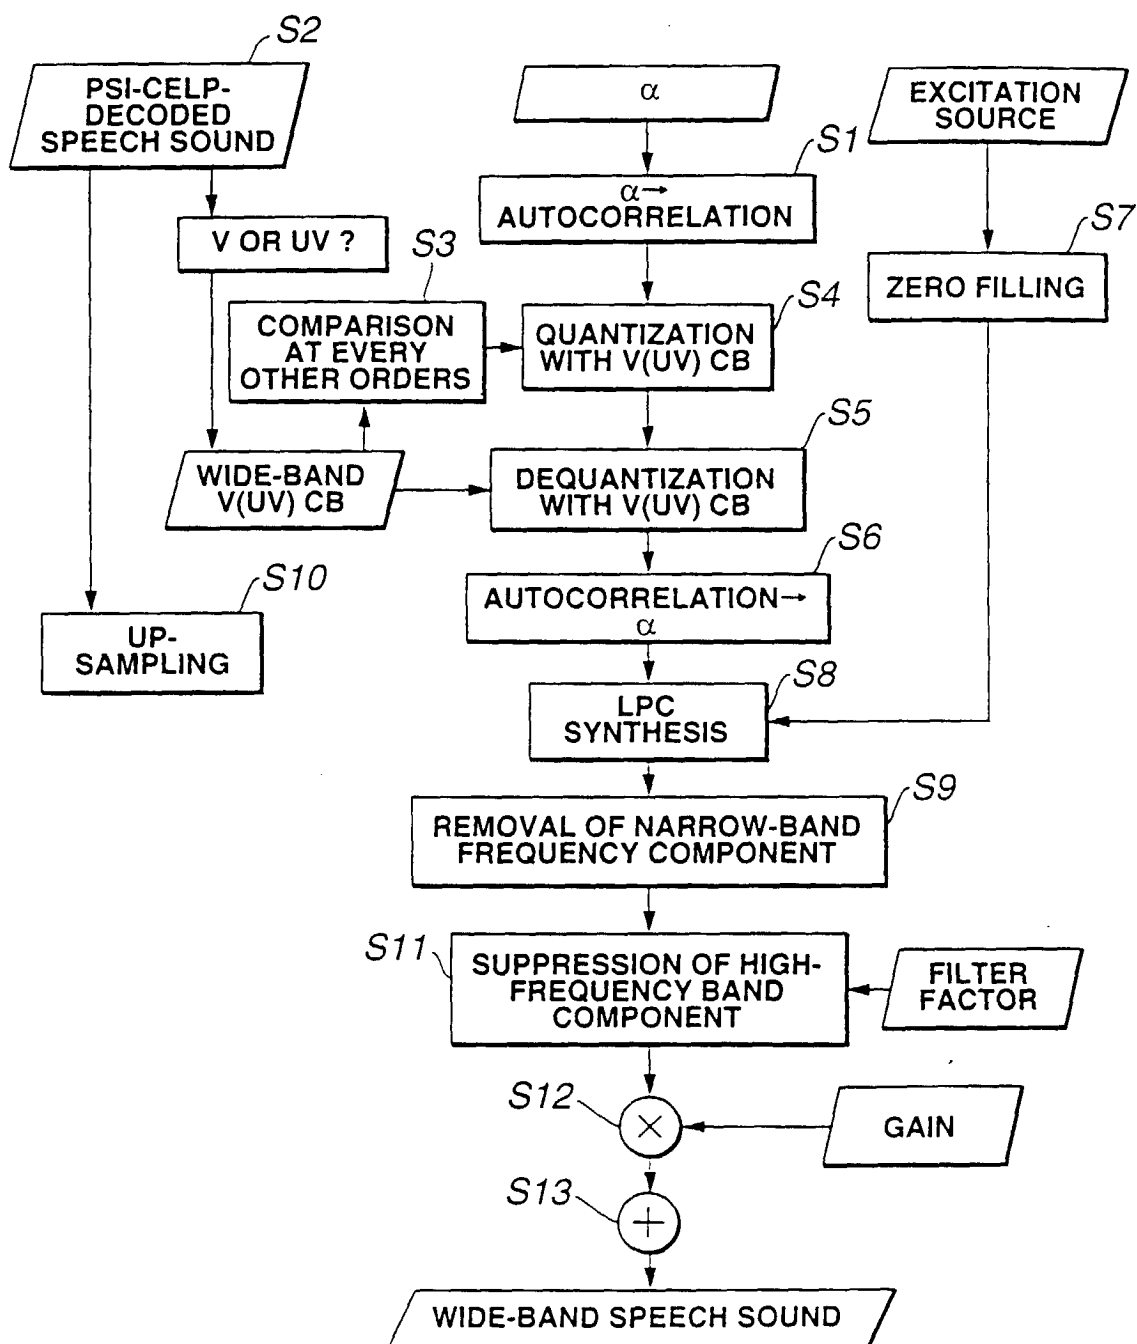 S2
PSI-CELP-
DECODED
SPEECH SOUND
α
EXCITATION
SOURCE
S1
α→
AUTOCORRELATION
V OR UV ?
S3
COMPARISON
AT EVERY
OTHER ORDERS
S4
QUANTIZATION
WITH V(UV) CB
S7
ZERO FILLING
WIDE-BAND
V(UV) CB
S5
DEQUANTIZATION
WITH V(UV) CB
S6
AUTOCORRELATION→
α
S10
UP-
SAMPLING
S8
LPC
SYNTHESIS
S9
REMOVAL OF NARROW-BAND
FREQUENCY COMPONENT
S11
SUPPRESSION OF HIGH-
FREQUENCY BAND
COMPONENT
FILTER
FACTOR
S12
×
GAIN
S13
+
WIDE-BAND SPEECH SOUND